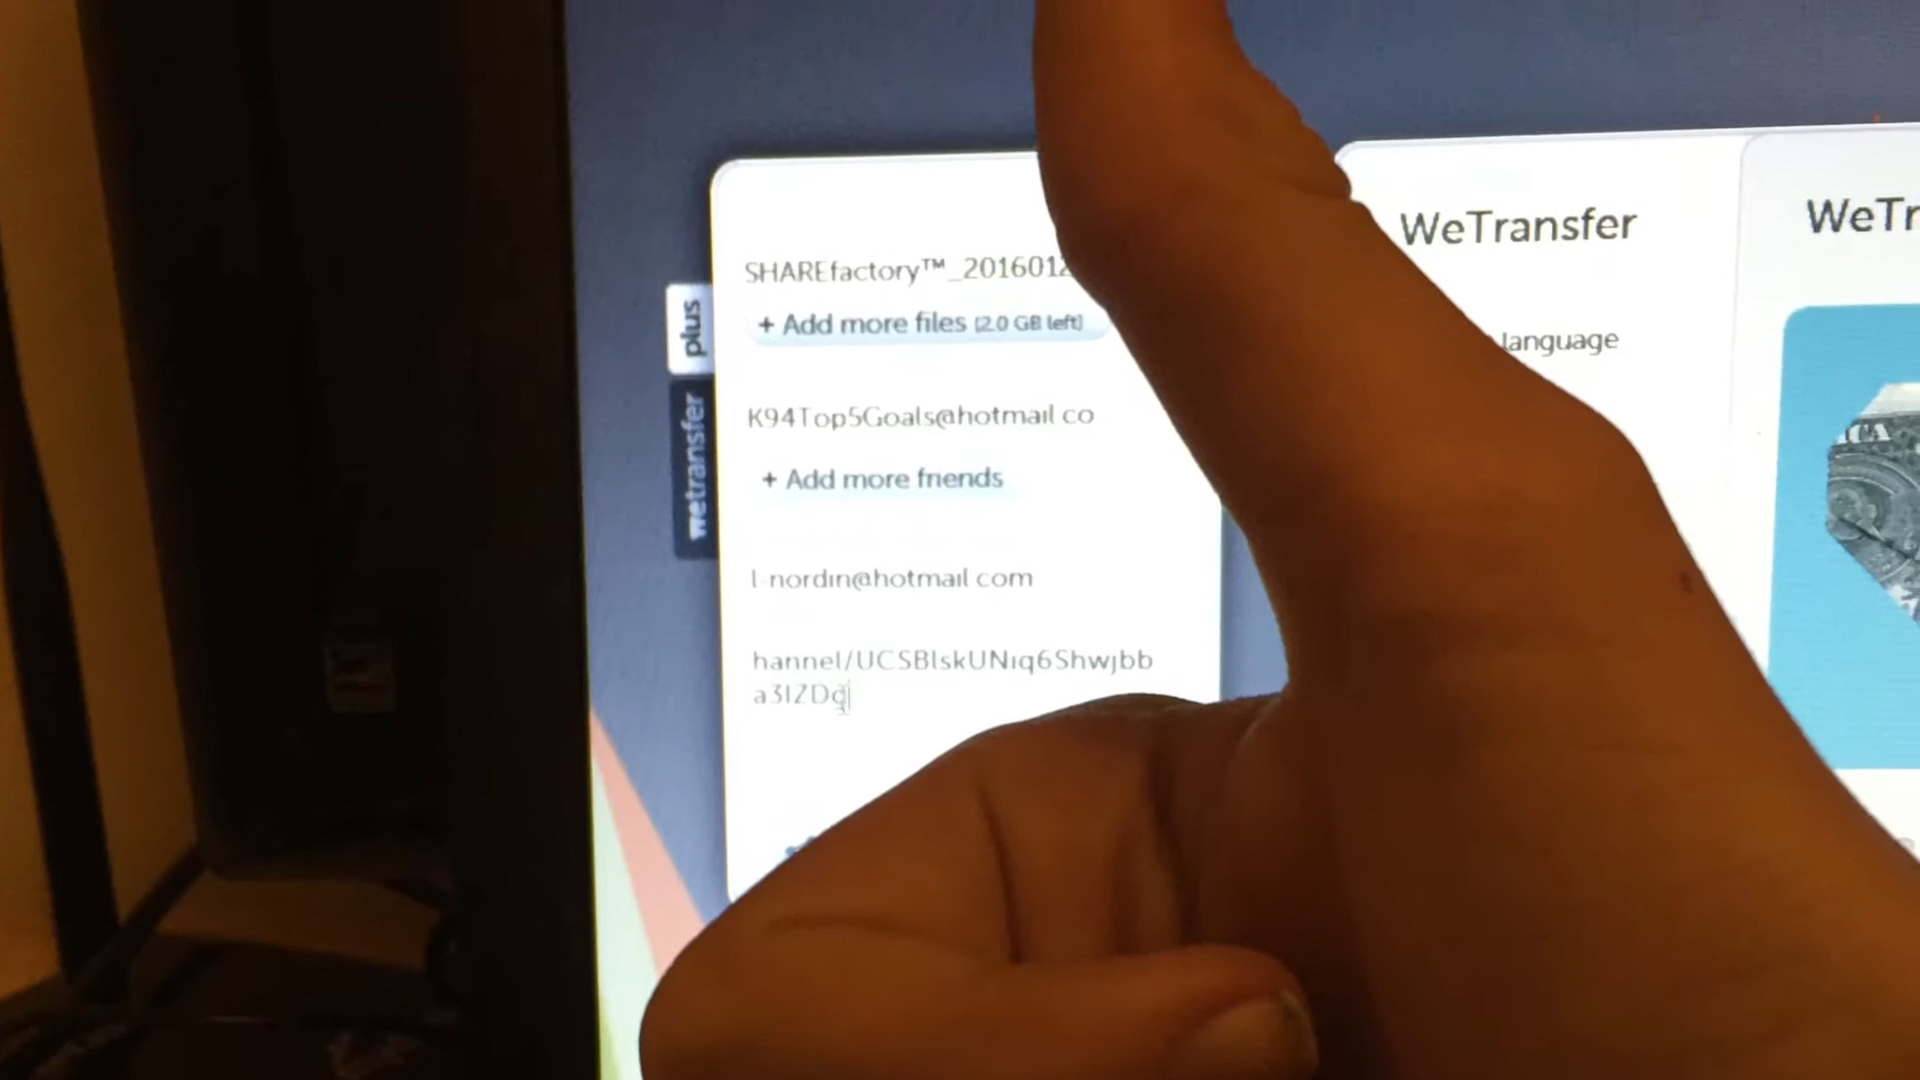 SHAREfactory™_2016012
+ Add more files (2.0 GB left)
K94Top5Goals@hotmail co
+ Add more friends
l-nordin@hotmail com
hannel/UCSBlskUNiq6Shwjbb
a3IZDg
plus
wetransfer
WeTransfer
language
WeTr